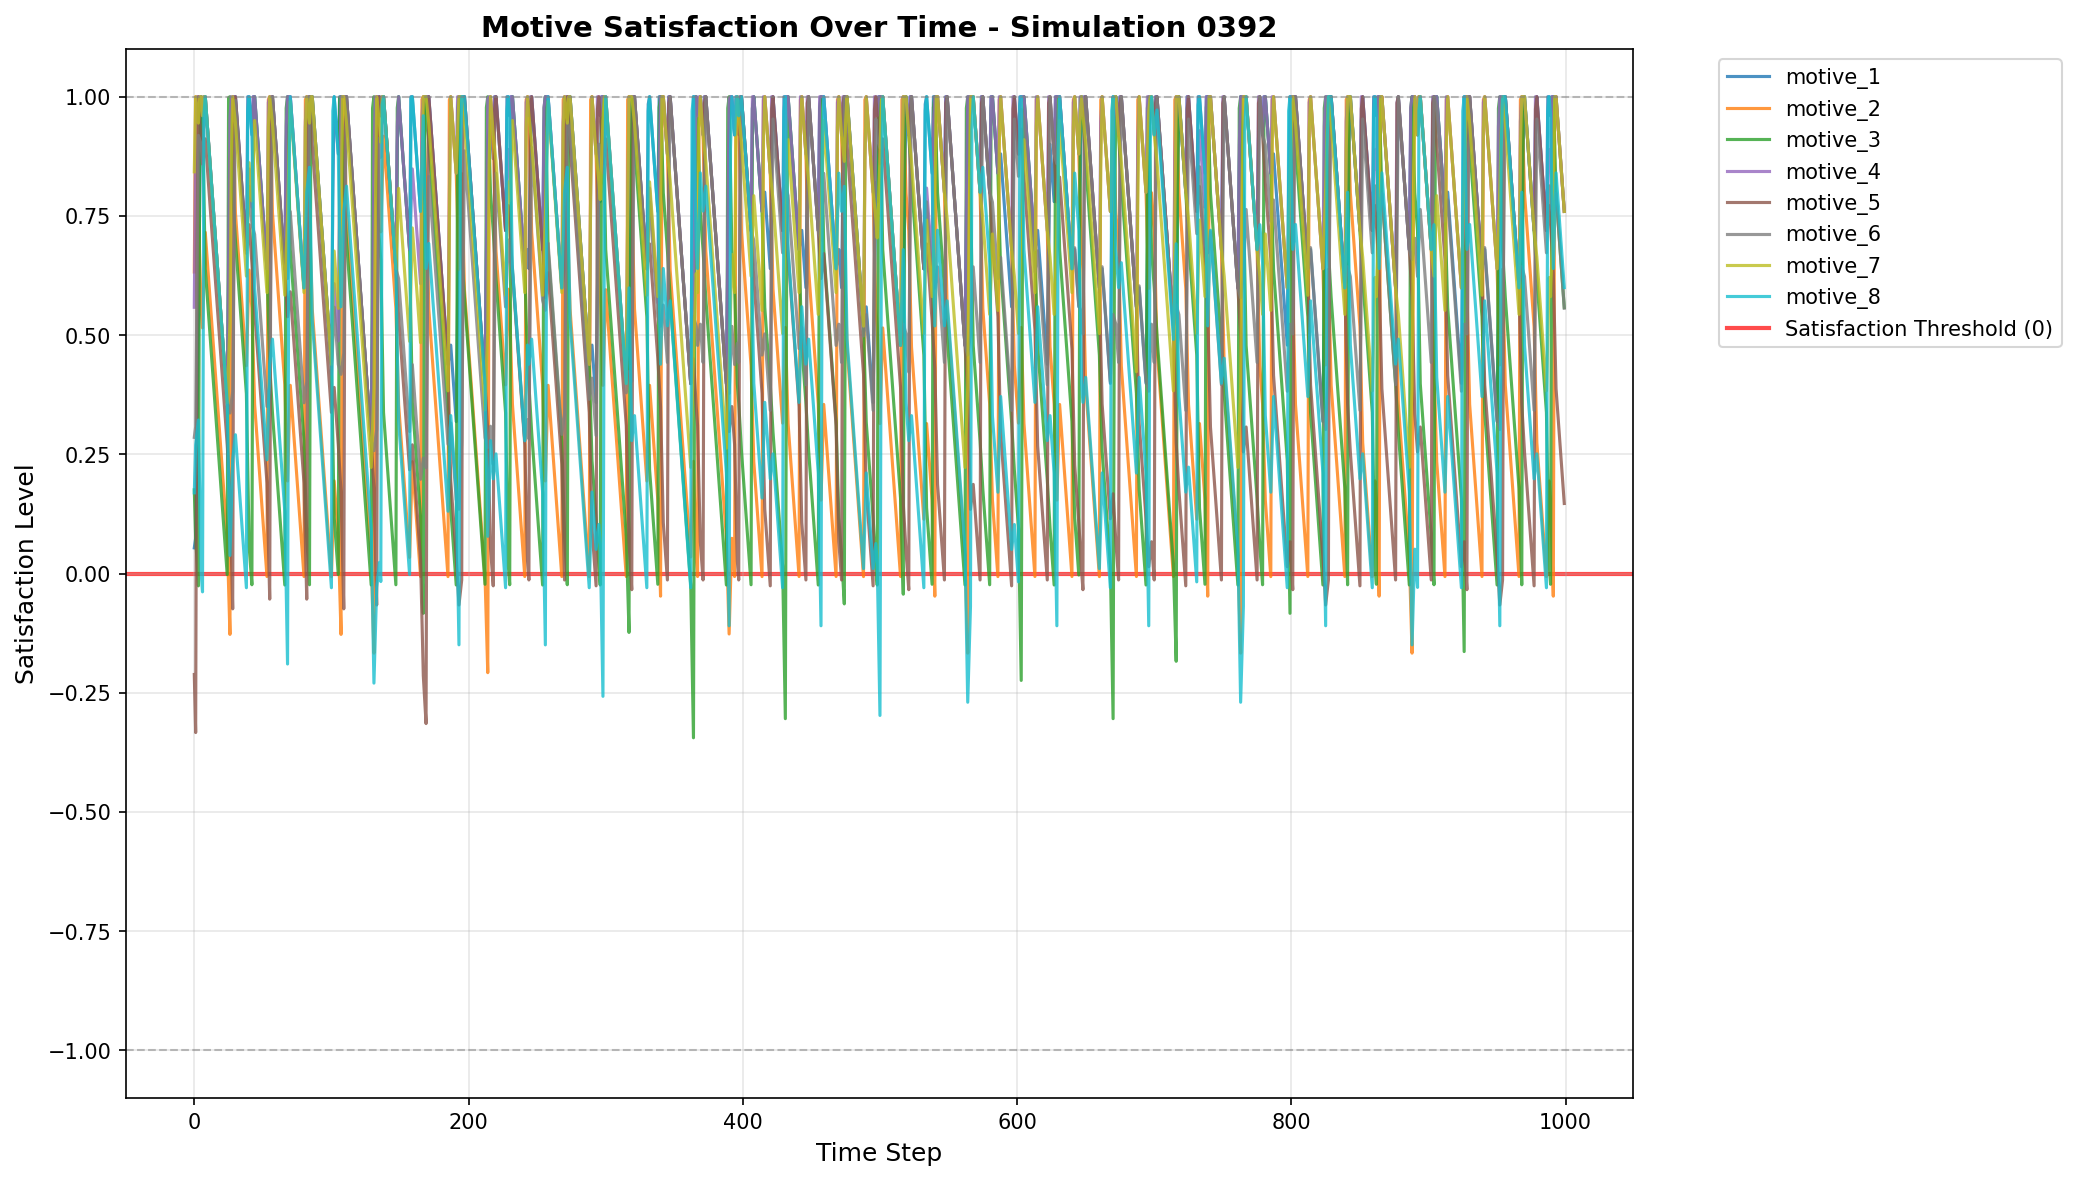 Motive Satisfaction Over Time - Simulation 0392
1.00
0.75
0.50
0.25
0.00
−0.25
−0.50
−0.75
−1.00
Satisfaction Level
0
200
400
600
800
1000
Time Step
motive_1
motive_2
motive_3
motive_4
motive_5
motive_6
motive_7
motive_8
Satisfaction Threshold (0)